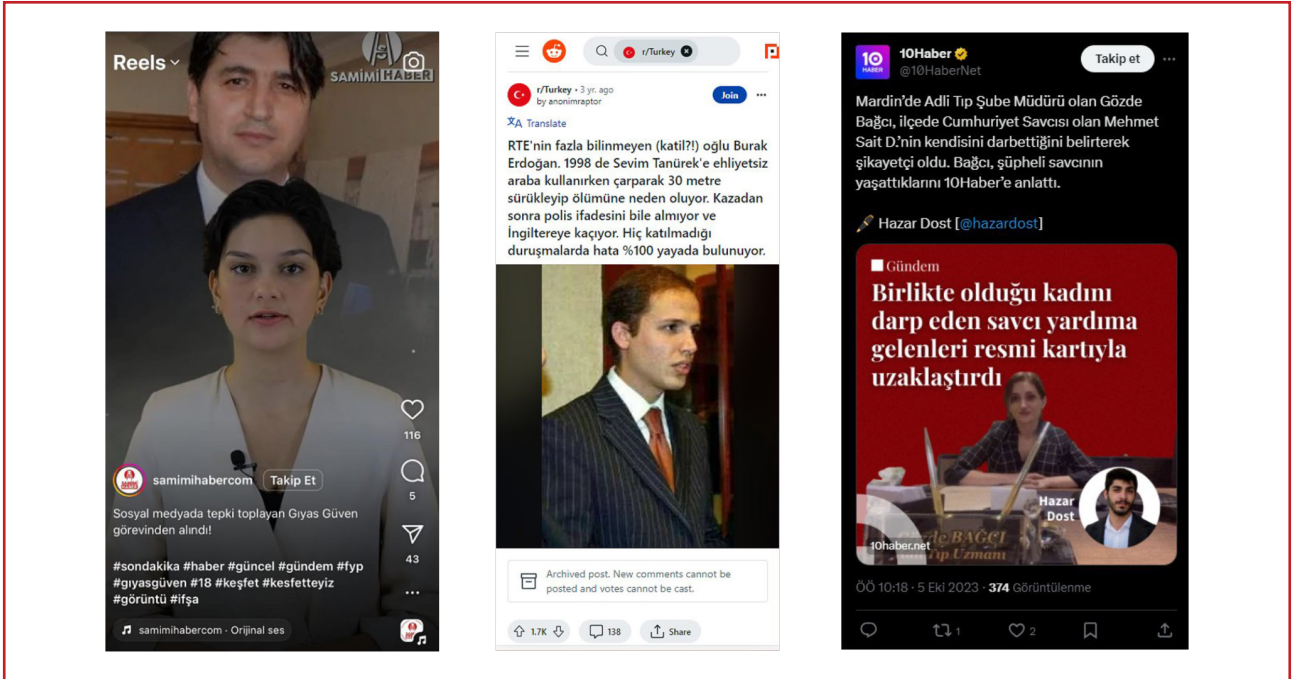 Reels
SAMİMİ HABER
116
5
43
samimihabercom
Takip Et
Sosyal medyada tepki toplayan Gıyas Güven
görevinden alındı!
#sondakika #haber #güncel #gündem #fyp
#gıyasgüven #18 #keşfet #kesfetteyiz
#görüntü #ifşa
samimihabercom · Orijinal ses
r/Turkey
r/Turkey • 3 yr. ago
by anonimraptor
Join
Translate
RTE'nin fazla bilinmeyen (katil?!) oğlu Burak
Erdoğan. 1998 de Sevim Tanürek'e ehliyetsiz
araba kullanırken çarparak 30 metre
sürükleyip ölümüne neden oluyor. Kazadan
sonra polis ifadesini bile almıyor ve
İngiltereye kaçıyor. Hiç katılmadığı
duruşmalarda hata %100 yayada bulunuyor.
Archived post. New comments cannot be
posted and votes cannot be cast.
1.7K
138
Share
10
HABER
10Haber
@10HaberNet
Takip et
Mardin'de Adli Tıp Şube Müdürü olan Gözde
Bağcı, ilçede Cumhuriyet Savcısı olan Mehmet
Sait D.'nin kendisini darbettiğini belirterek
şikayetçi oldu. Bağcı, şüpheli savcının
yaşattıklarını 10Haber'e anlattı.
Hazar Dost [@hazardost]
Gündem
Birlikte olduğu kadını
darp eden savcı yardıma
gelenleri resmi kartıyla
uzaklaştırdı
Hazar
Dost
BAĞCI
Tıp Uzmanı
10haber.net
ÖÖ 10:18 · 5 Eki 2023 · 374 Görüntülenme
1
2